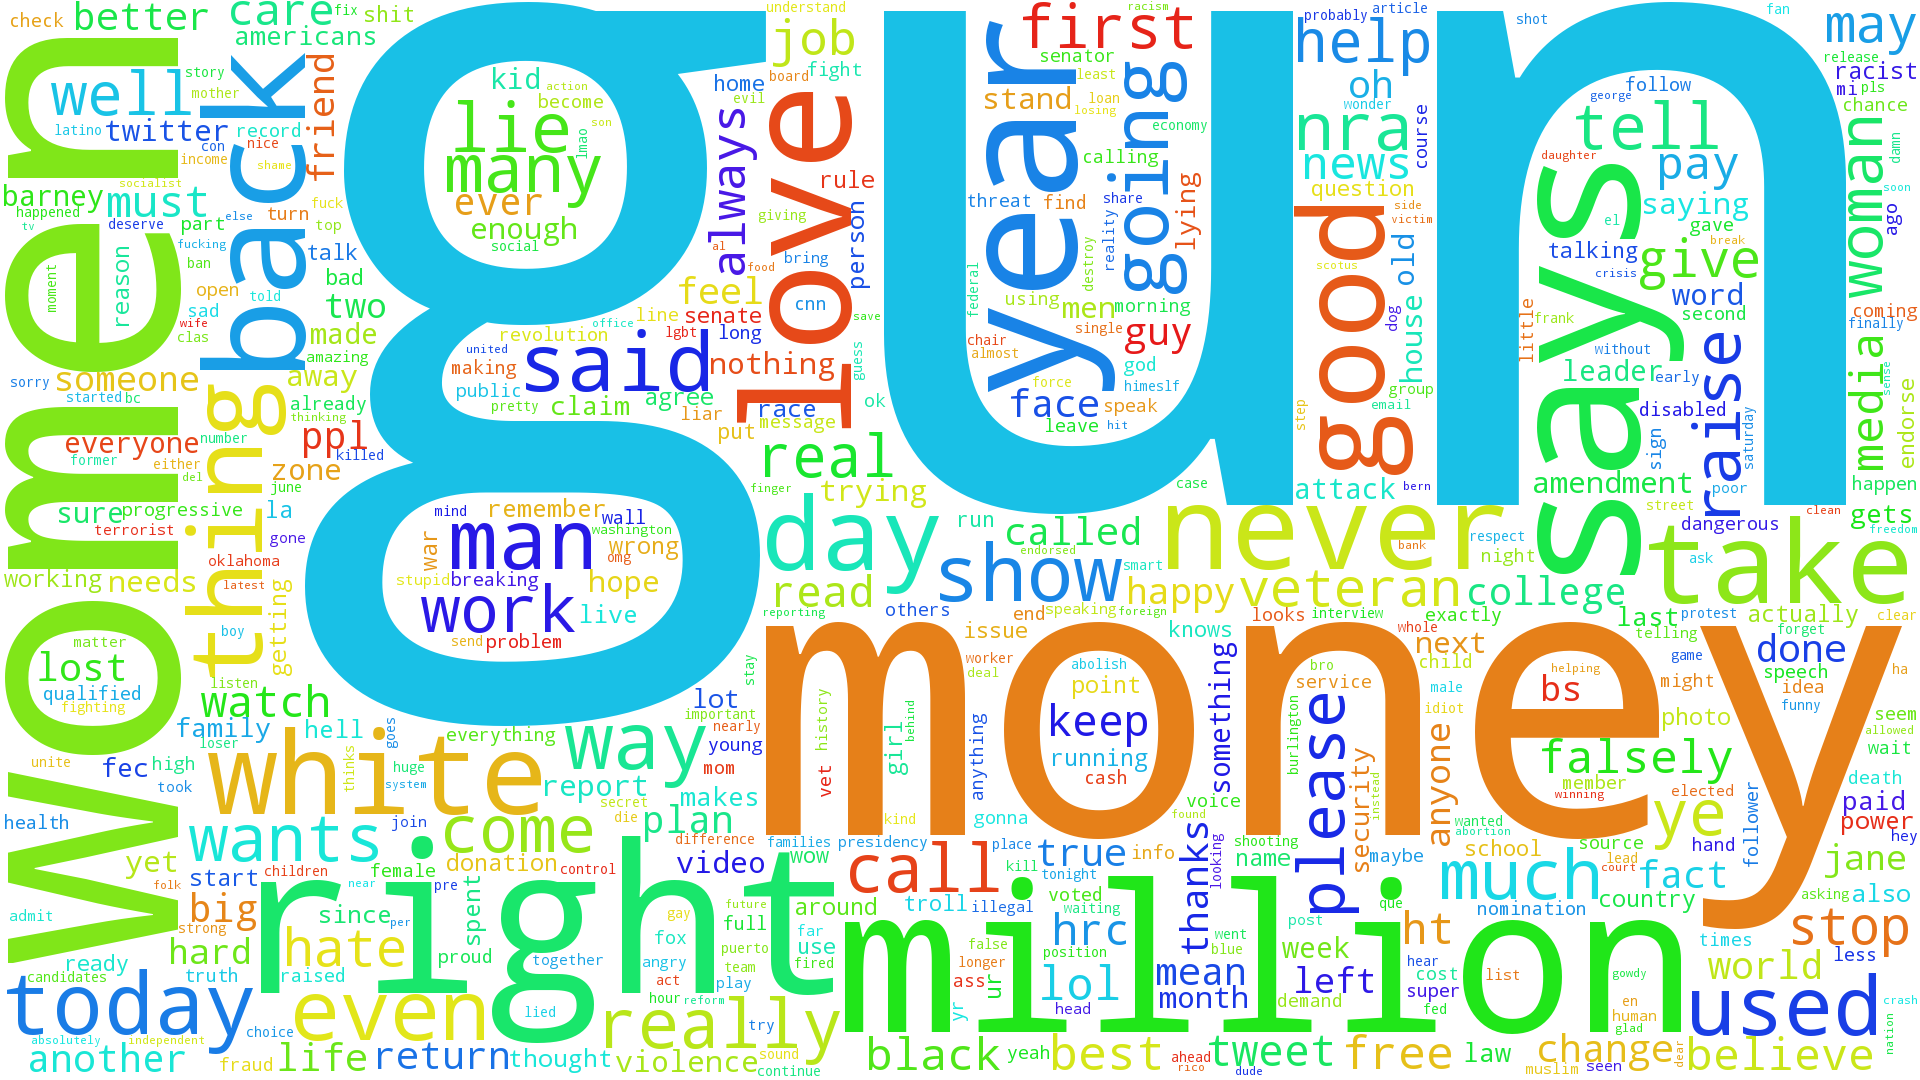 gun
money
women
right
million
year
good
says
love
back
never
take
day
show
said
man
work
white
today
even
really
thing
lie
many
ever
enough
social
kid
action
become
son
lmao
check
better
care
fix
shit
americans
well
story
mother
latino
twitter
con
record
nice
income
shame
friend
socialist
barney
must
happened
deserve
else
turn
fuck
tv
part
top
fucking
talk
moment
reason
ban
bad
open
told
sad
two
wife
clas
made
amazing
sorry
someone
away
started
bc
already
thinking
everyone
number
ppl
former
either
killed
del
zone
june
sure
progressive
la
terrorist
gone
oklahoma
working
needs
latest
boy
getting
matter
lost
qualified
listen
fighting
watch
family
hell
goes
loser
unite
fec
high
thinks
huge
took
system
health
wants
join
yet
start
children
female
folk
near
pre
big
since
per
admit
strong
spent
hard
hate
proud
ready
truth
raised
candidates
choice
lied
absolutely
independent
another
fraud
life
return
thought
violence
sound
continue
try
job
fight
board
home
evil
always
rule
giving
person
al
bring
food
cnn
feel
line
senate
save
office
lgbt
long
revolution
nothing
guess
united
making
public
pretty
claim
agree
liar
race
ok
put
message
real
finger
trying
mind
remember
wall
washington
war
wrong
omg
stupid
breaking
hope
live
send
problem
read
reporting
others
stay
lot
important
nearly
everything
way
young
mom
report
makes
secret
die
plan
come
difference
families
presidency
donation
control
video
wow
gay
future
full
around
fox
puerto
far
use
together
angry
team
fired
act
play
hour
reform
first
racism
senator
least
stand
loan
losing
going
economy
calling
threat
find
reality
share
lying
destroy
federal
using
men
morning
single
guy
chair
almost
god
force
himeslf
face
speak
leave
hit
case
run
called
endorsed
smart
happy
end
speaking
foreign
issue
knows
worker
deal
abolish
point
keep
running
cash
something
vet
history
girl
behind
anything
voice
found
kind
gonna
call
place
true
info
kill
tonight
thanks
looking
troll
illegal
voted
waiting
hrc
false
longer
position
ass
ur
lol
yr
head
mean
month
went
blue
black
yeah
best
ahead
rico
tweet
dude
probably
article
shot
fan
help
may
oh
release
racist
wonder
follow
mi
pls
george
chance
nra
course
tell
news
daughter
pay
woman
damn
question
soon
side
victim
el
saying
ago
gave
talking
break
old
scotus
crisis
give
house
dog
word
second
coming
little
frank
finally
without
leader
early
media
sense
group
email
step
disabled
endorse
raise
saturday
sign
attack
bern
amendment
poor
happen
street
clean
dangerous
gets
freedom
respect
bank
night
ask
veteran
college
looks
interview
exactly
last
protest
actually
clear
whole
telling
forget
next
game
done
bro
child
helping
speech
ha
service
male
bs
might
idea
burlington
please
idiot
funny
photo
seem
allowed
security
anyone
falsely
wait
member
instead
winning
elected
death
ye
paid
wanted
abortion
power
shooting
follower
hey
name
maybe
school
source
hand
lead
court
jane
much
fact
country
asking
also
que
nomination
post
ht
stop
week
times
hear
less
left
cost
list
gowdy
world
super
demand
fed
en
human
glad
used
crash
nation
free
law
change
dear
believe
muslim
seen